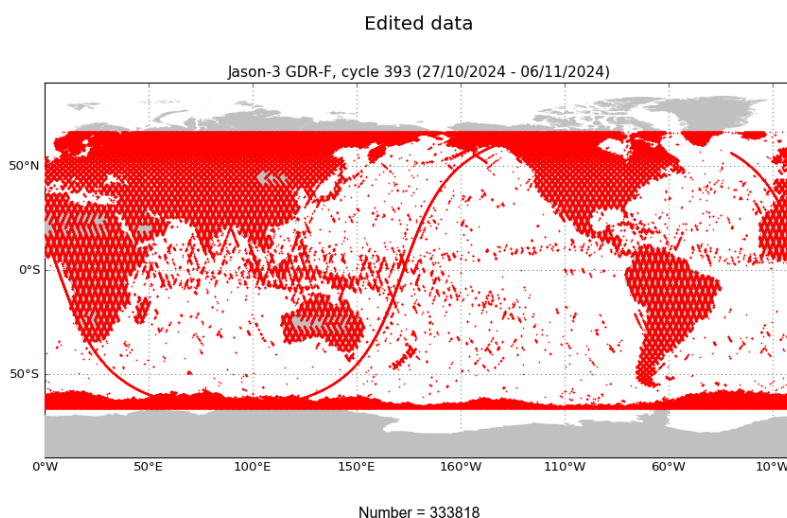 Edited data
Jason-3 GDR-F, cycle 393 (27/10/2024 - 06/11/2024)
50°N
0°S
50°S
0°W 50°E 100°E 150°E 160°W 110°W 60°W 10°W
Number = 333818